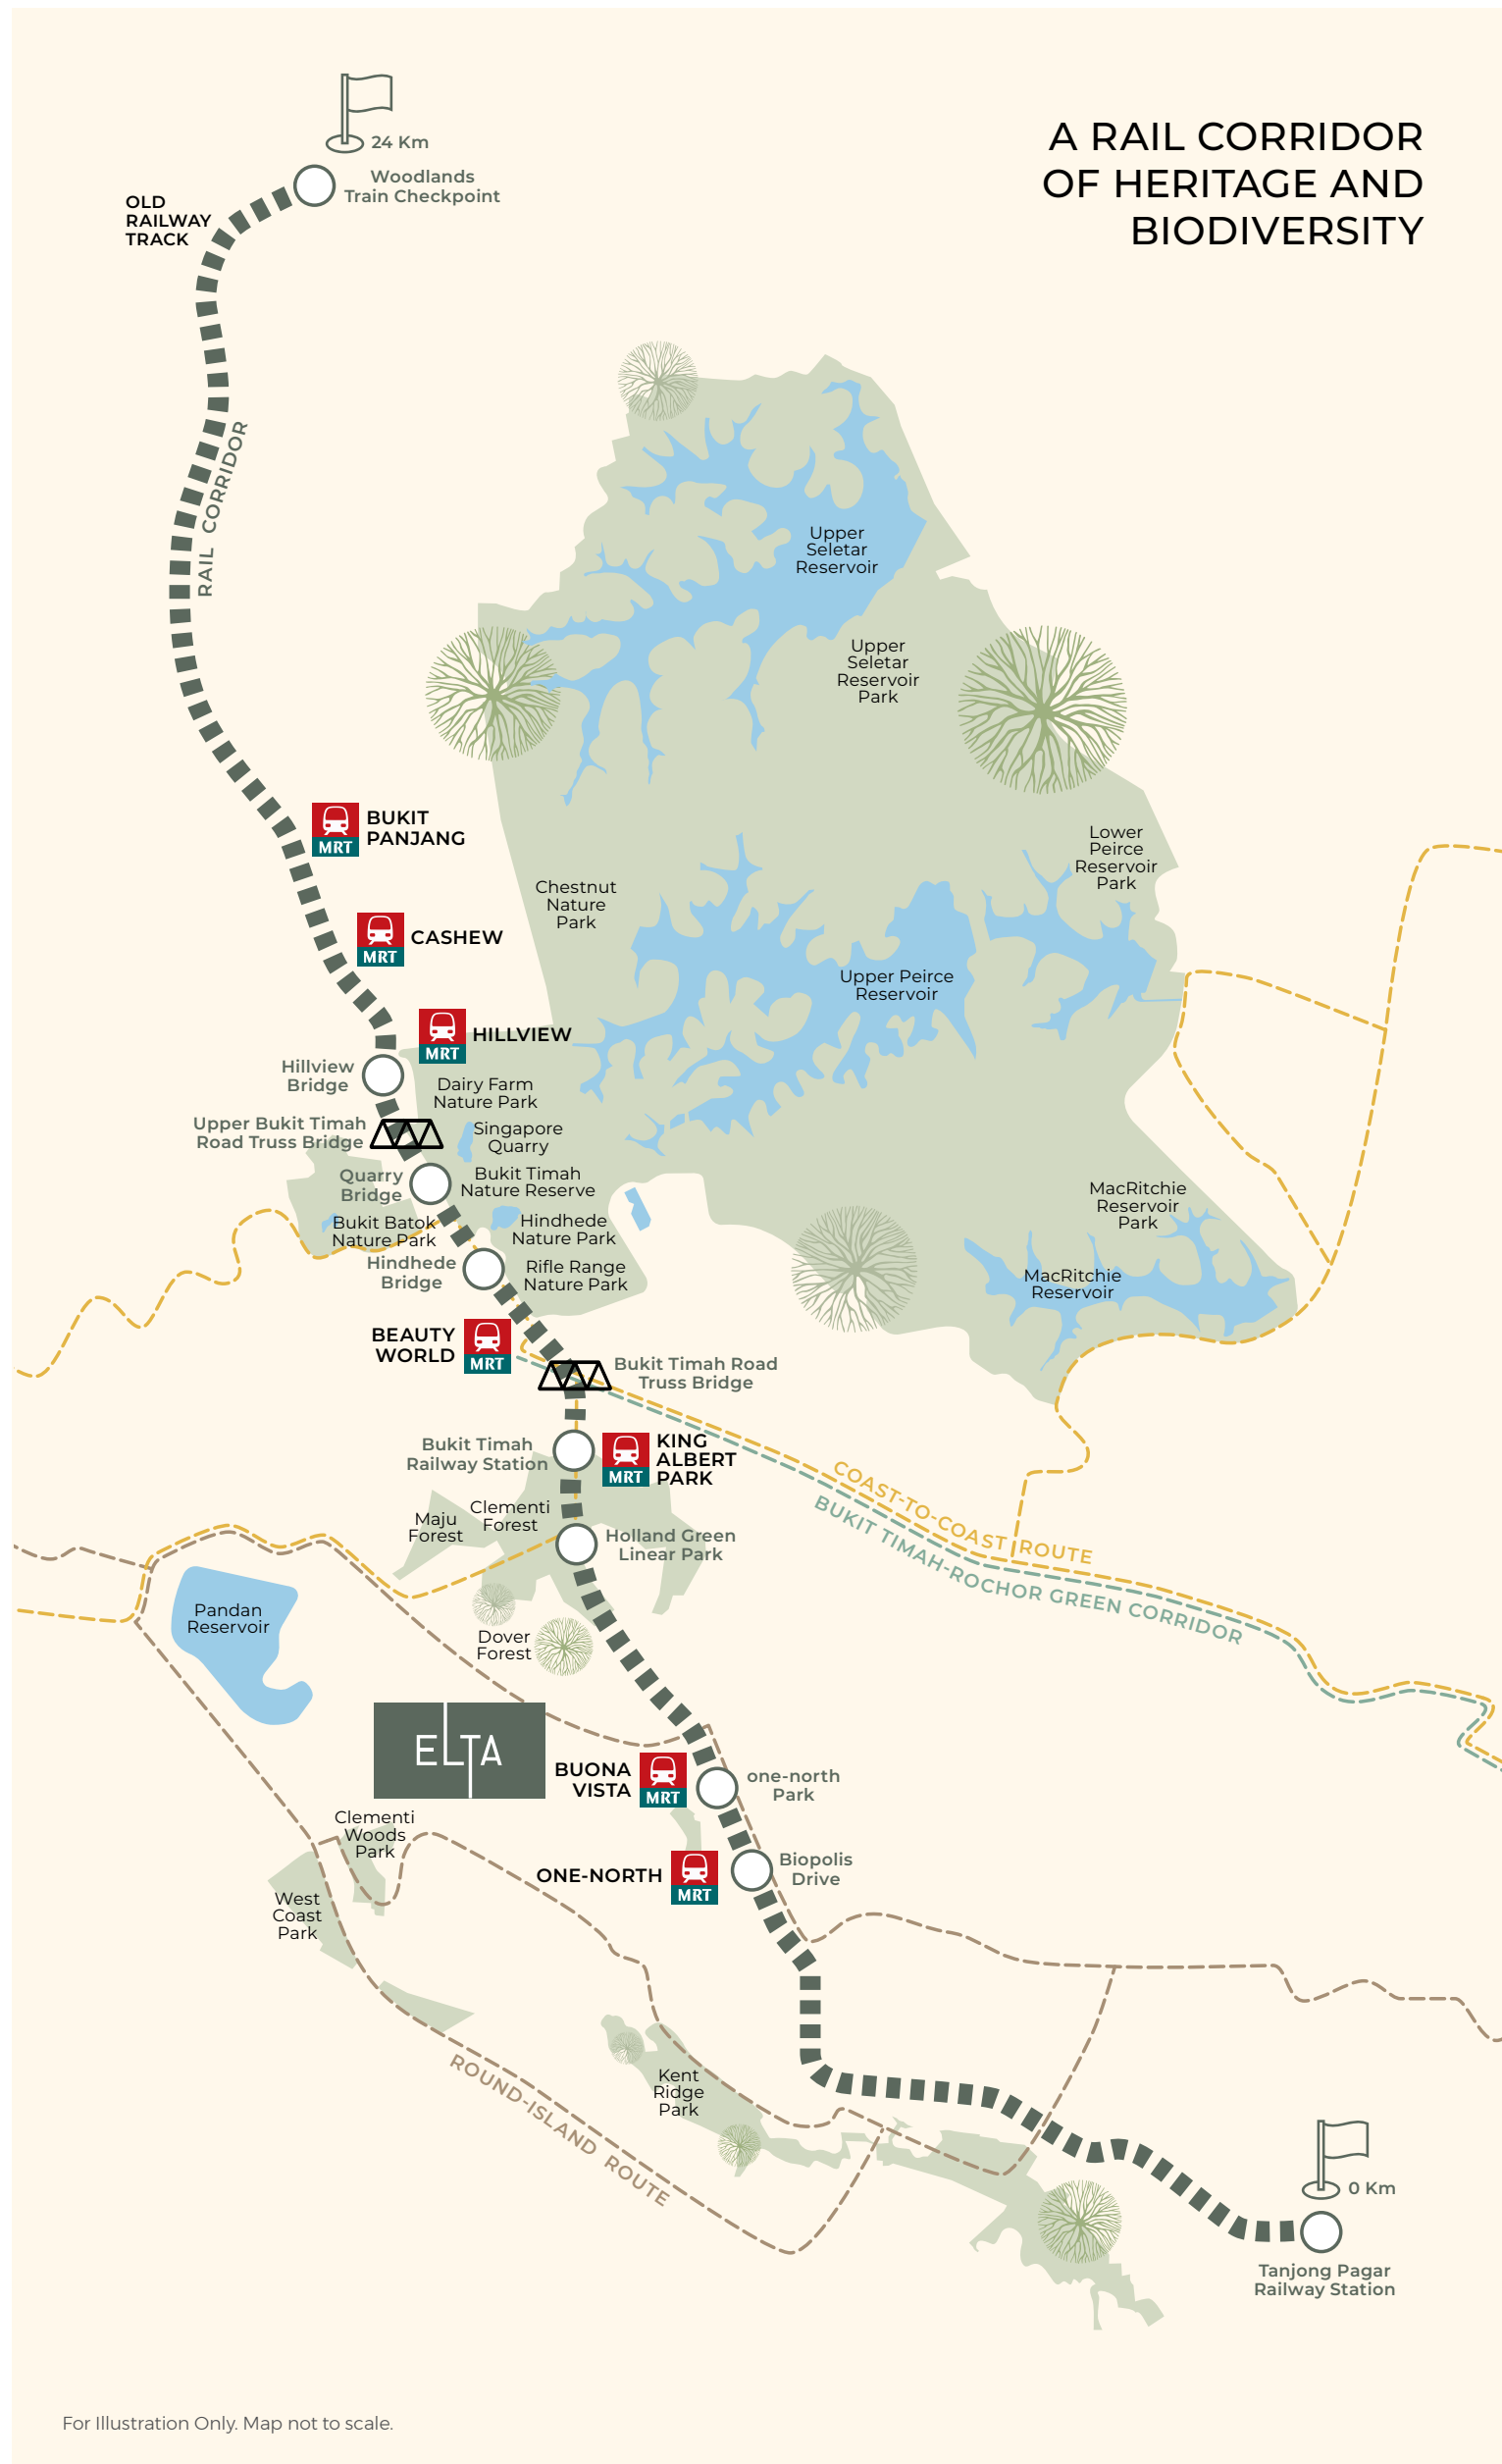 A RAIL CORRIDOR
OF HERITAGE AND
BIODIVERSITY
24 Km
Woodlands
Train Checkpoint
OLD
RAILWAY
TRACK
RAIL CORRIDOR
Upper
Seletar
Reservoir
Upper
Seletar
Reservoir
Park
MRT
BUKIT
PANJANG
Lower
Peirce
Reservoir
Park
Chestnut
Nature
Park
MRT
CASHEW
Upper Peirce
Reservoir
MRT
HILLVIEW
Hillview
Bridge
Dairy Farm
Nature Park
Upper Bukit Timah
Road Truss Bridge
Singapore
Quarry
Quarry
Bridge
Bukit Timah
Nature Reserve
MacRitchie
Reservoir
Park
Bukit Batok
Nature Park
Hindhede
Nature Park
Hindhede
Bridge
Rifle Range
Nature Park
MacRitchie
Reservoir
BEAUTY
WORLD
MRT
Bukit Timah Road
Truss Bridge
Bukit Timah
Railway Station
MRT
KING
ALBERT
PARK
COAST-TO-COAST ROUTE
BUKIT TIMAH-ROCHOR GREEN CORRIDOR
Maju
Forest
Clementi
Forest
Holland Green
Linear Park
Pandan
Reservoir
Dover
Forest
ELTA
BUONA
VISTA
MRT
one-north
Park
Clementi
Woods
Park
ONE-NORTH
MRT
Biopolis
Drive
West
Coast
Park
ROUND-ISLAND ROUTE
Kent
Ridge
Park
0 Km
Tanjong Pagar
Railway Station
For Illustration Only. Map not to scale.